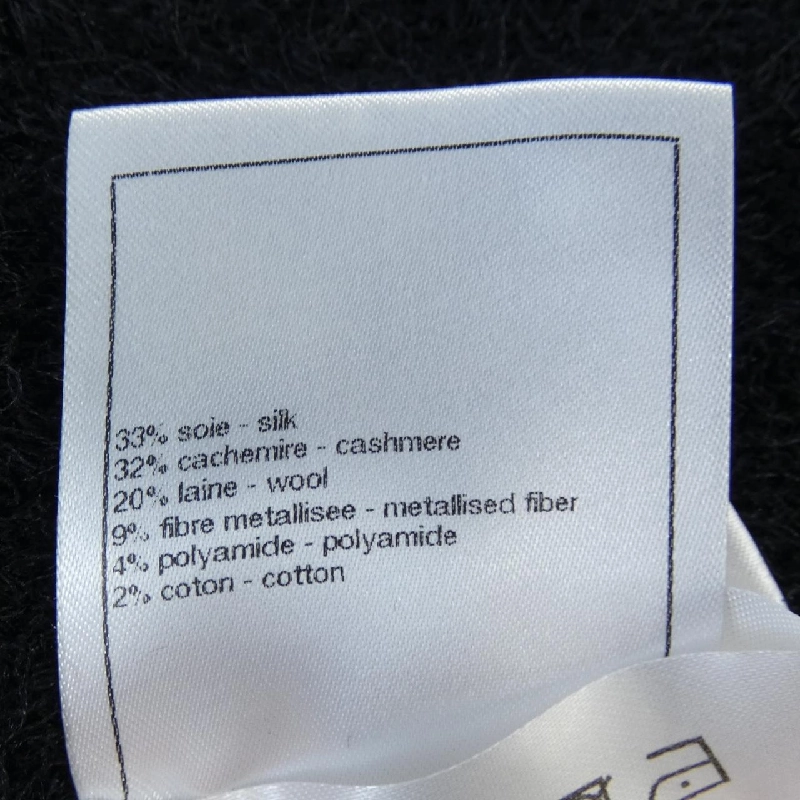 33% soie - silk
32% cachemire - cashmere
20% laine - wool
9% fibre metallisee - metallised fiber
4% polyamide - polyamide
2% coton - cotton